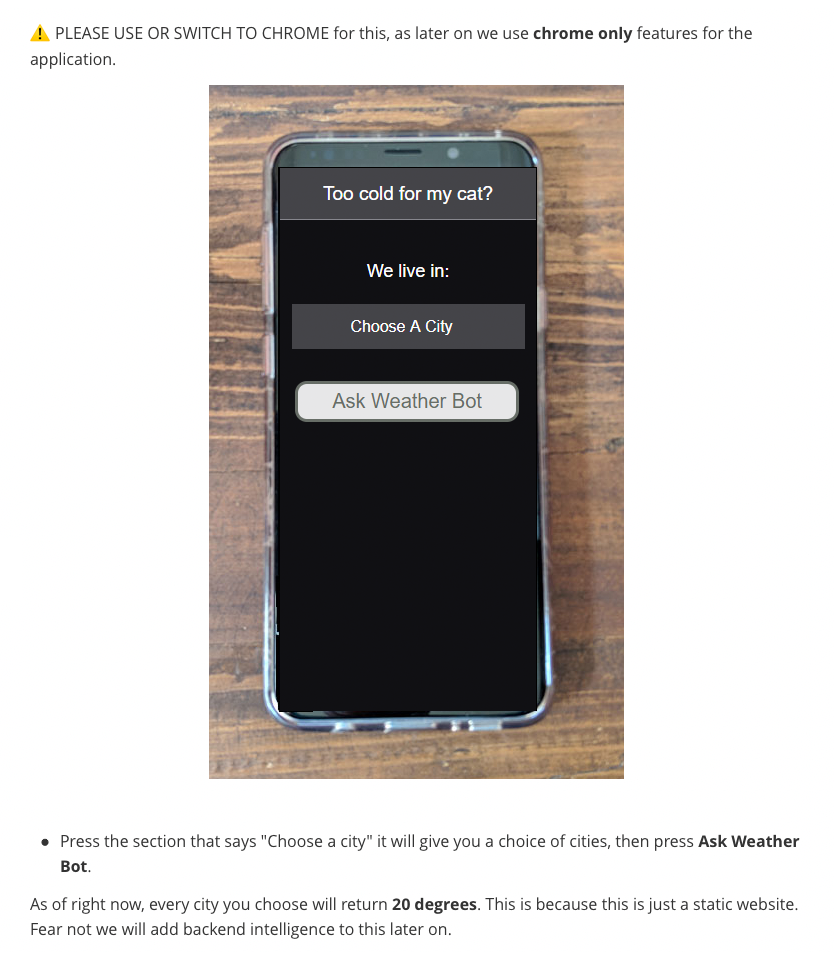 ⚠ PLEASE USE OR SWITCH TO CHROME for this, as later on we use chrome only features for the
application.
Too cold for my cat?
We live in:
Choose A City
Ask Weather Bot
• Press the section that says "Choose a city" it will give you a choice of cities, then press Ask Weather
Bot.
As of right now, every city you choose will return 20 degrees. This is because this is just a static website.
Fear not we will add backend intelligence to this later on.